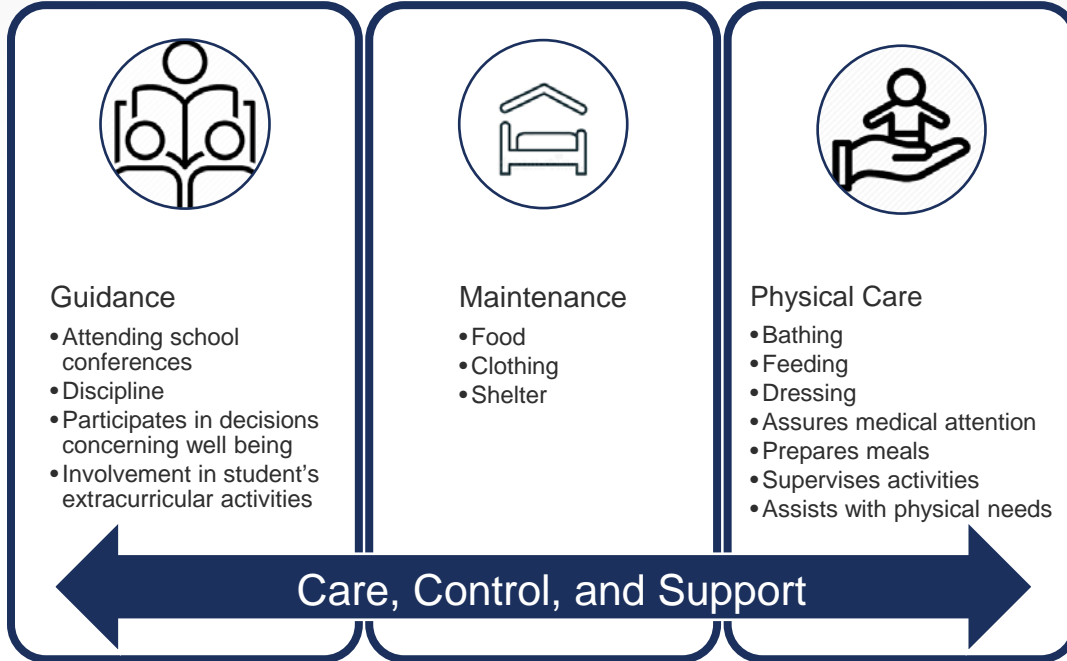 Guidance
•Attending school
conferences
•Discipline
•Participates in decisions
concerning well being
•Involvement in student’s
extracurricular activities
Maintenance
•Food
•Clothing
•Shelter
Physical Care
•Bathing
•Feeding
•Dressing
•Assures medical attention
•Prepares meals
•Supervises activities
•Assists with physical needs
Care, Control, and Support